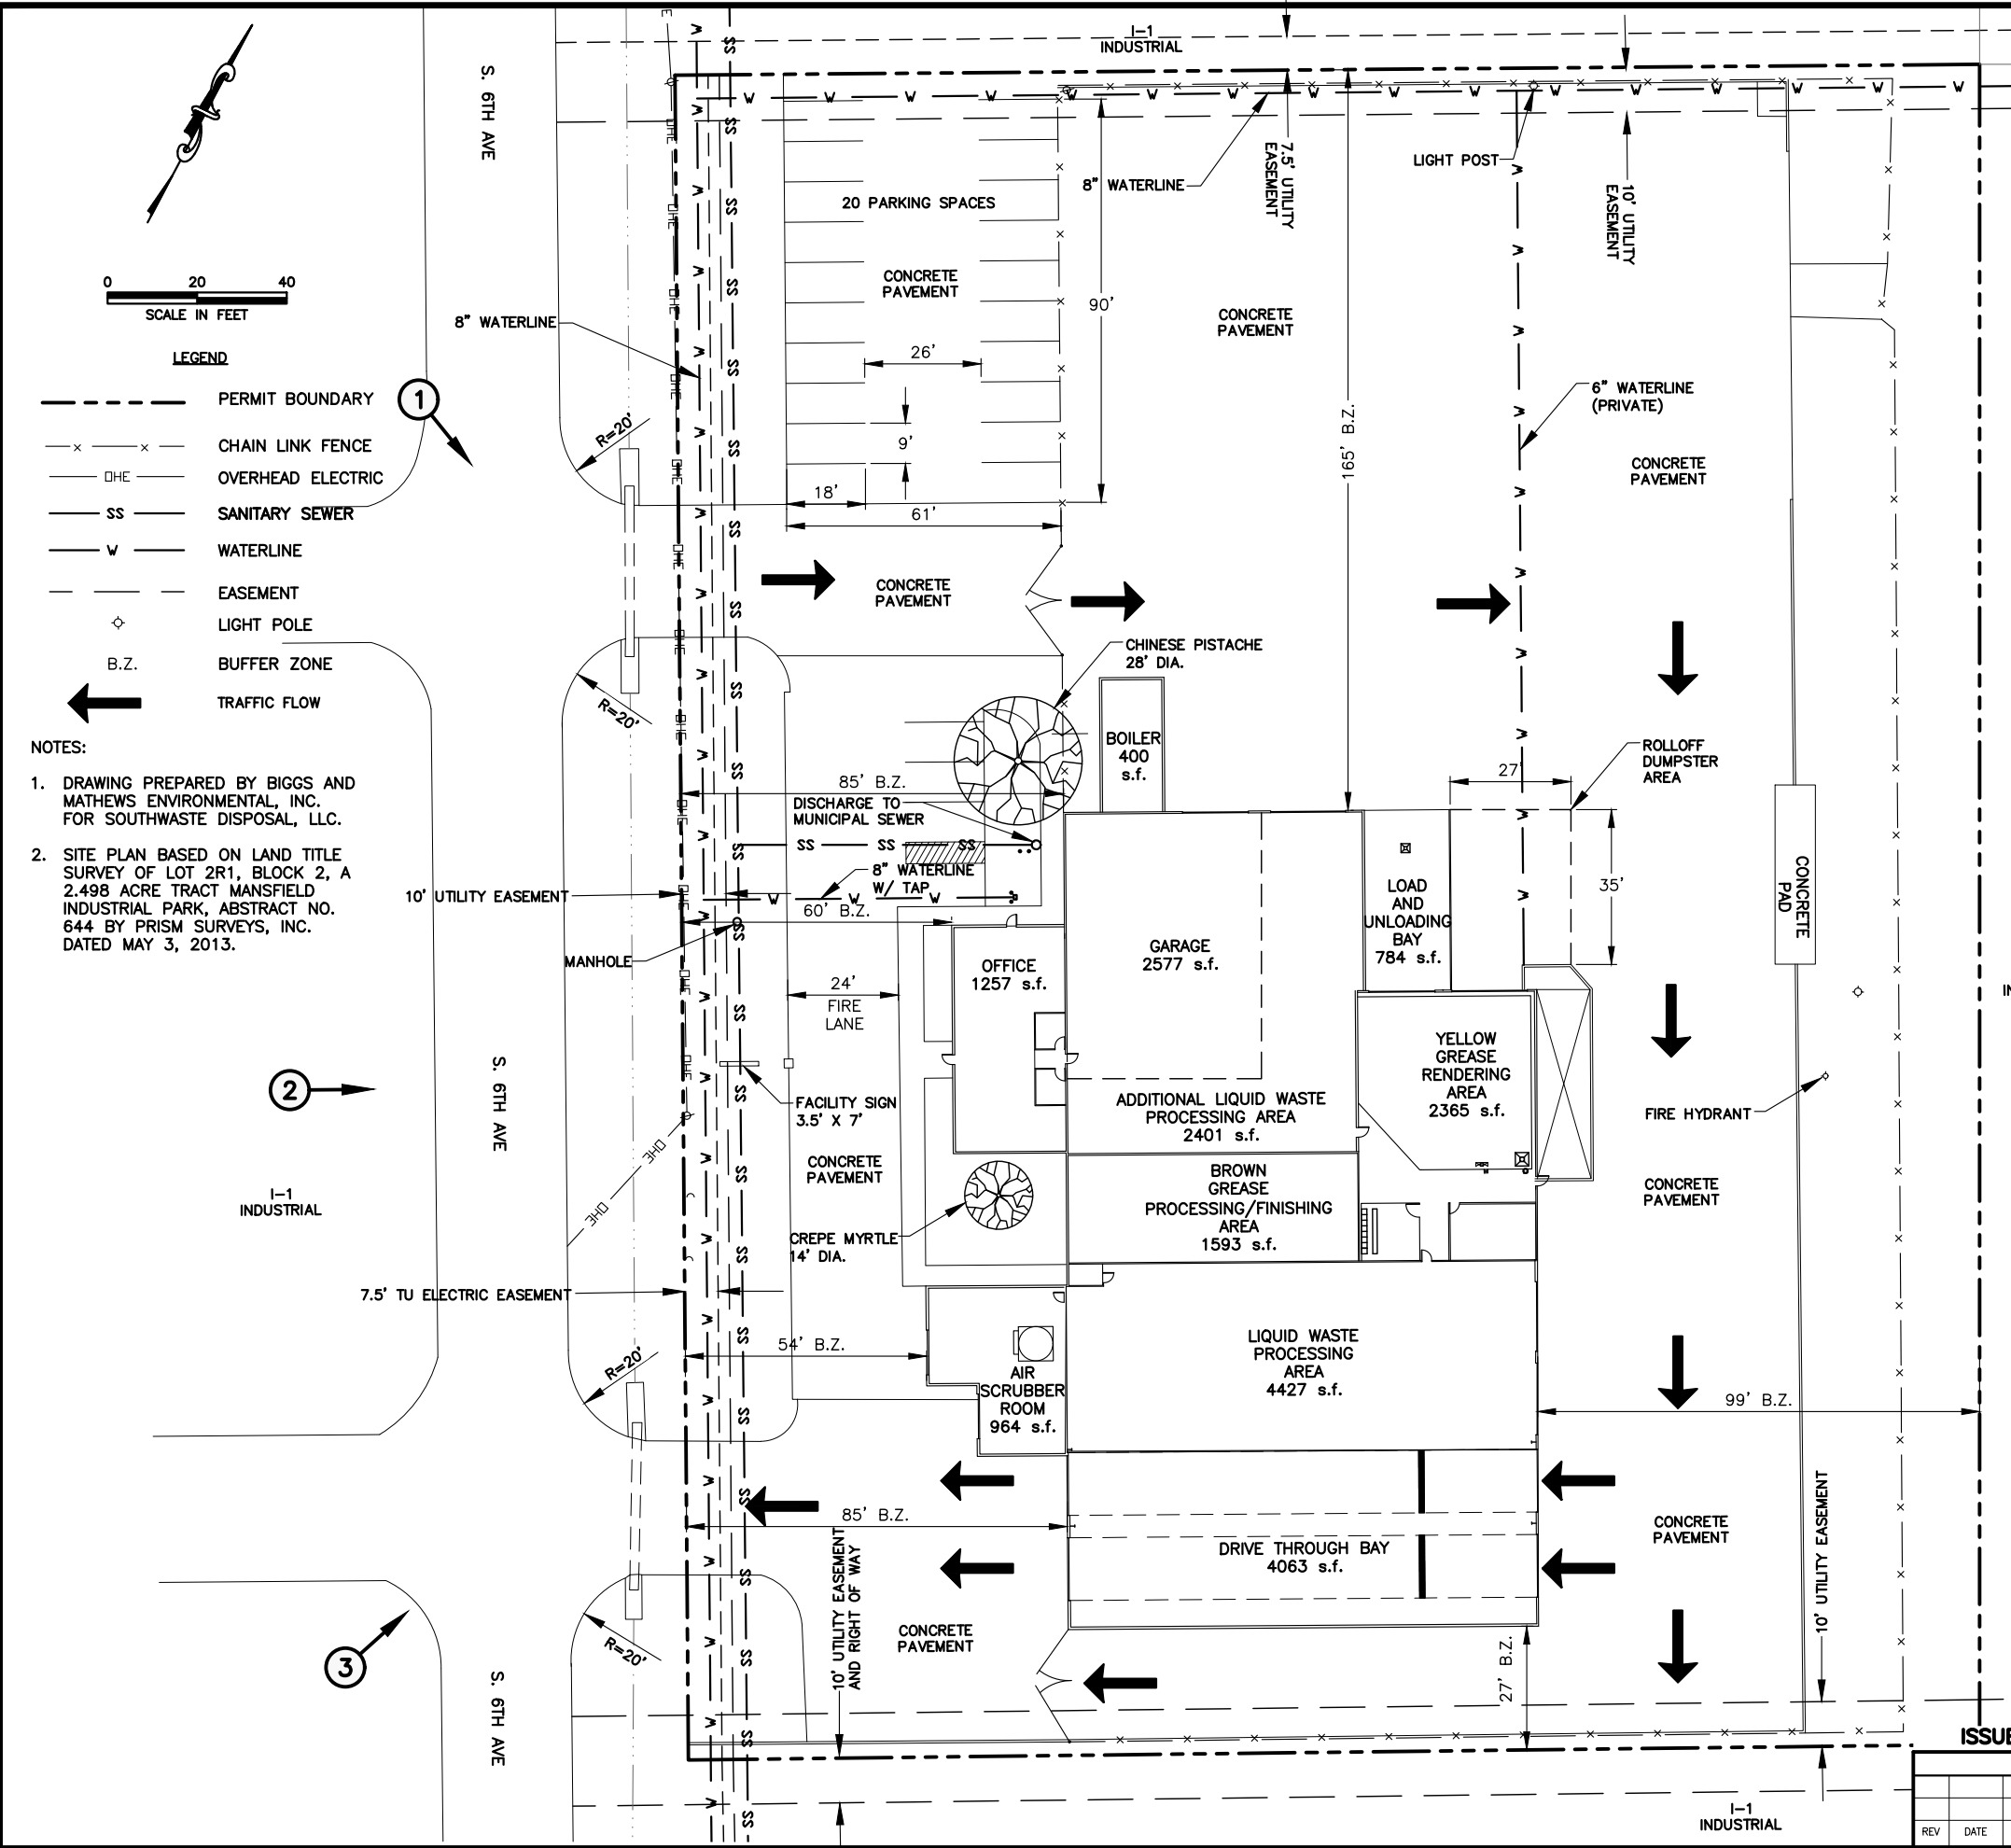 I-1
INDUSTRIAL
S. 6TH AVE
0 20 40
SCALE IN FEET
LEGEND
PERMIT BOUNDARY
CHAIN LINK FENCE
OHE
OVERHEAD ELECTRIC
SS
SANITARY SEWER
W
WATERLINE
EASEMENT
LIGHT POLE
B.Z.
BUFFER ZONE
TRAFFIC FLOW
NOTES:
1. DRAWING PREPARED BY BIGGS AND
MATHEWS ENVIRONMENTAL, INC.
FOR SOUTHWASTE DISPOSAL, LLC.
2. SITE PLAN BASED ON LAND TITLE
SURVEY OF LOT 2R1, BLOCK 2, A
2.498 ACRE TRACT MANSFIELD
INDUSTRIAL PARK, ABSTRACT NO.
644 BY PRISM SURVEYS, INC.
DATED MAY 3, 2013.
1
2
3
I-1
INDUSTRIAL
S. 6TH AVE
S. 6TH AVE
8" WATERLINE
R=20'
R=20'
R=20'
R=20'
20 PARKING SPACES
CONCRETE
PAVEMENT
26'
9'
18'
61'
90'
8" WATERLINE
7.5' UTILITY
EASEMENT
165' B.Z.
LIGHT POST
10' UTILITY
EASEMENT
CONCRETE
PAVEMENT
6" WATERLINE
(PRIVATE)
CONCRETE
PAVEMENT
CONCRETE
PAVEMENT
CHINESE PISTACHE
28' DIA.
BOILER
400
s.f.
ROLLOFF
DUMPSTER
AREA
27'
35'
85' B.Z.
DISCHARGE TO
MUNICIPAL SEWER
SS SS SS
8" WATERLINE
W/ TAP
W W W
60' B.Z.
10' UTILITY EASEMENT
MANHOLE
24'
FIRE
LANE
OFFICE
1257 s.f.
GARAGE
2577 s.f.
LOAD
AND
UNLOADING
BAY
784 s.f.
CONCRETE
PAD
YELLOW
GREASE
RENDERING
AREA
2365 s.f.
FACILITY SIGN
3.5' X 7'
ADDITIONAL LIQUID WASTE
PROCESSING AREA
2401 s.f.
FIRE HYDRANT
CONCRETE
PAVEMENT
BROWN
GREASE
PROCESSING/FINISHING
AREA
1593 s.f.
CONCRETE
PAVEMENT
CREPE MYRTLE
14' DIA.
OHE
OHE
7.5' TU ELECTRIC EASEMENT
54' B.Z.
AIR
SCRUBBER
ROOM
964 s.f.
LIQUID WASTE
PROCESSING
AREA
4427 s.f.
99' B.Z.
85' B.Z.
10' UTILITY EASEMENT
AND RIGHT OF WAY
DRIVE THROUGH BAY
4063 s.f.
CONCRETE
PAVEMENT
10' UTILITY EASEMENT
CONCRETE
PAVEMENT
27' B.Z.
I-1
INDUSTRIAL
REV DATE